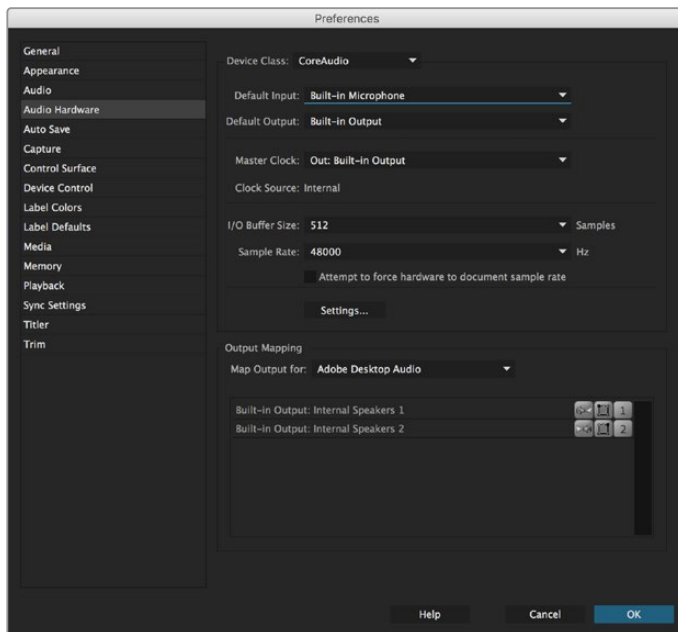 Preferences
General
Appearance
Audio
Audio Hardware
Auto Save
Capture
Control Surface
Device Control
Label Colors
Label Defaults
Media
Memory
Playback
Sync Settings
Titler
Trim
Device Class: CoreAudio
Default Input: Built-in Microphone
Default Output: Built-in Output
Master Clock: Out: Built-in Output
Clock Source: Internal
I/O Buffer Size: 512 Samples
Sample Rate: 48000 Hz
Attempt to force hardware to document sample rate
Settings...
Output Mapping
Map Output for: Adobe Desktop Audio
Built-in Output: Internal Speakers 1 1
Built-in Output: Internal Speakers 2 2
Help Cancel OK